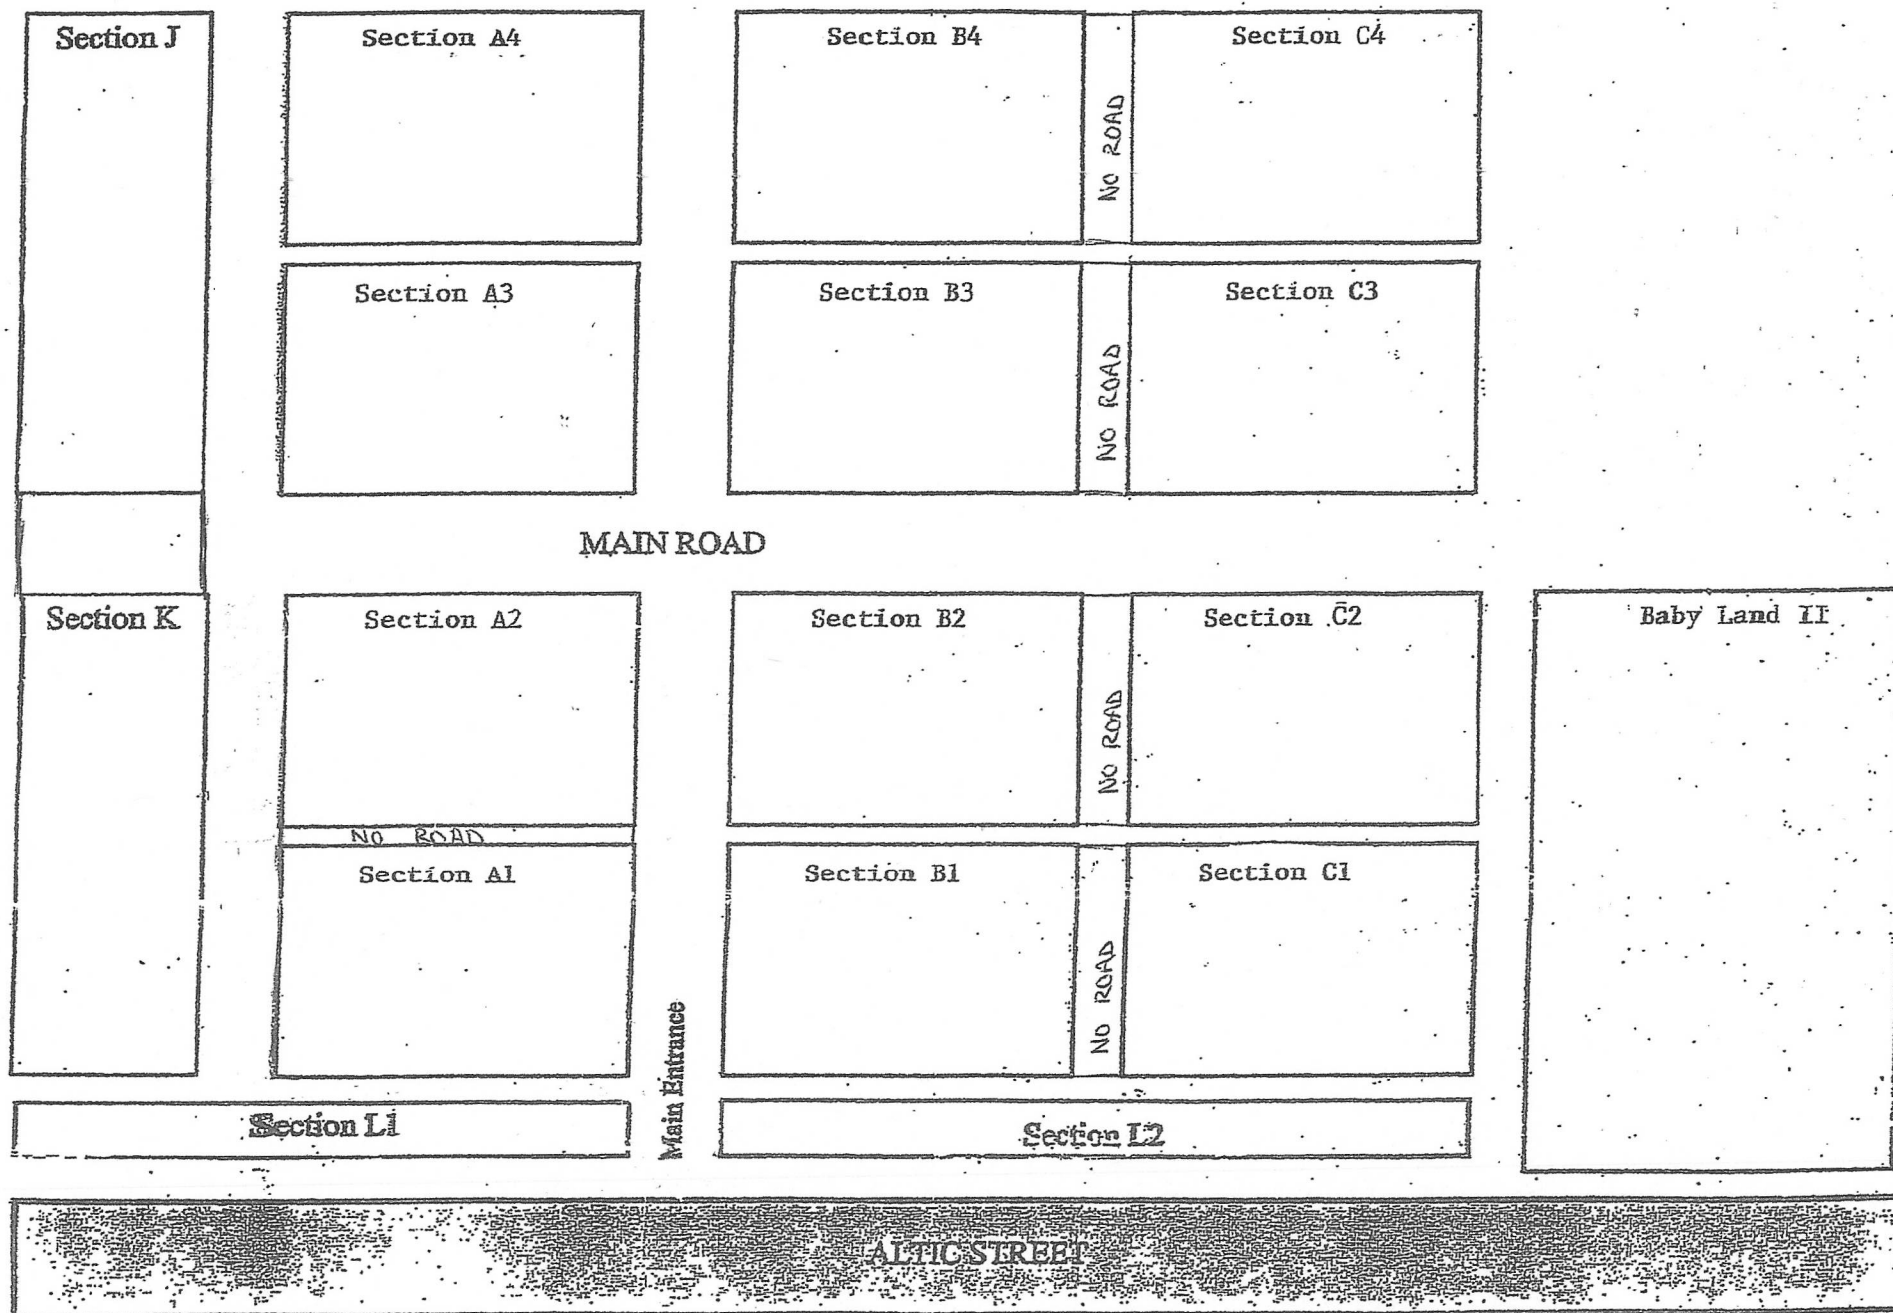 Section J
Section A4
Section B4
Section C4
NO ROAD
Section A3
Section B3
Section C3
NO ROAD
MAIN ROAD
Section K
Section A2
Section B2
Section C2
Baby Land II
NO ROAD
NO ROAD
Section A1
Section B1
Section C1
NO ROAD
Main Entrance
Section L1
Section L2
ALTIC STREET